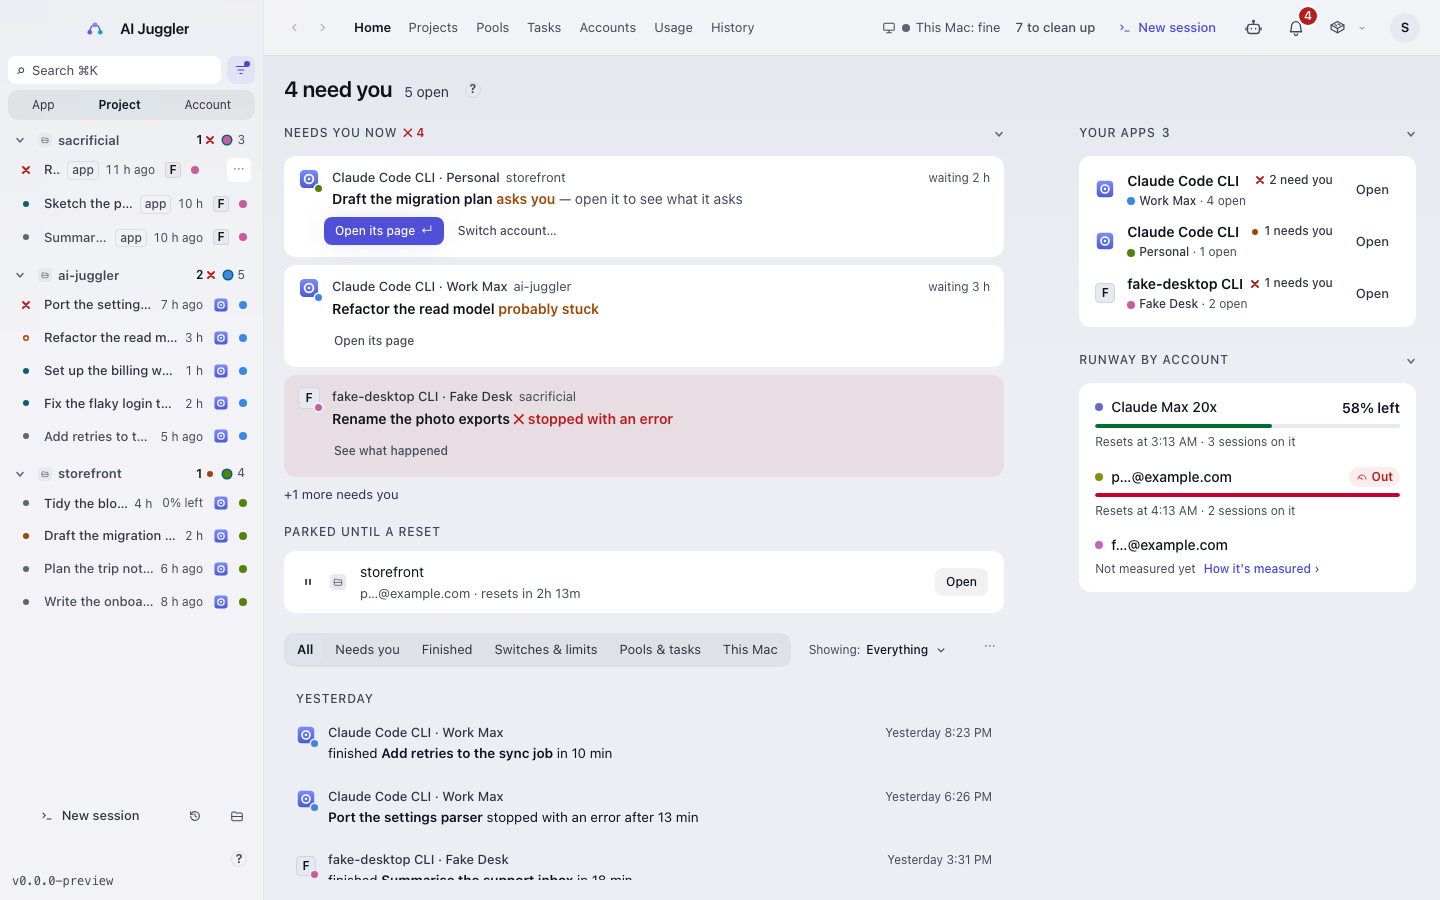 AI Juggler
Search ⌘K
App Project Account
sacrificial 1 3
R.. app 11 h ago F ...
Sketch the p... app 10 h F
Summar... app 10 h ago F
ai-juggler 2 5
Port the setting... 7 h ago
Refactor the read m... 3 h
Set up the billing w... 1 h
Fix the flaky login t... 2 h
Add retries to t... 5 h ago
storefront 1 4
Tidy the blo... 4 h 0% left
Draft the migration ... 2 h
Plan the trip not... 6 h ago
Write the onboa... 8 h ago
New session
?
v0.0.0-preview
Home Projects Pools Tasks Accounts Usage History
This Mac: fine 7 to clean up New session 4 S
4 need you 5 open ?
NEEDS YOU NOW 4
Claude Code CLI · Personal storefront waiting 2 h
Draft the migration plan asks you — open it to see what it asks
Open its page ↵ Switch account...
Claude Code CLI · Work Max ai-juggler waiting 3 h
Refactor the read model probably stuck
Open its page
F fake-desktop CLI · Fake Desk sacrificial
Rename the photo exports stopped with an error
See what happened
+1 more needs you
PARKED UNTIL A RESET
storefront
p...@example.com · resets in 2h 13m
Open
All Needs you Finished Switches & limits Pools & tasks This Mac Showing: Everything ...
YESTERDAY
Claude Code CLI · Work Max Yesterday 8:23 PM
finished Add retries to the sync job in 10 min
Claude Code CLI · Work Max Yesterday 6:26 PM
Port the settings parser stopped with an error after 13 min
F fake-desktop CLI · Fake Desk Yesterday 3:31 PM
finished Summarise the support inbox in 18 min
YOUR APPS 3
Claude Code CLI 2 need you
Work Max · 4 open
Open
Claude Code CLI 1 needs you
Personal · 1 open
Open
F fake-desktop CLI 1 needs you
Fake Desk · 2 open
Open
RUNWAY BY ACCOUNT
Claude Max 20x 58% left
Resets at 3:13 AM · 3 sessions on it
p...@example.com Out
Resets at 4:13 AM · 2 sessions on it
f...@example.com
Not measured yet How it's measured ›